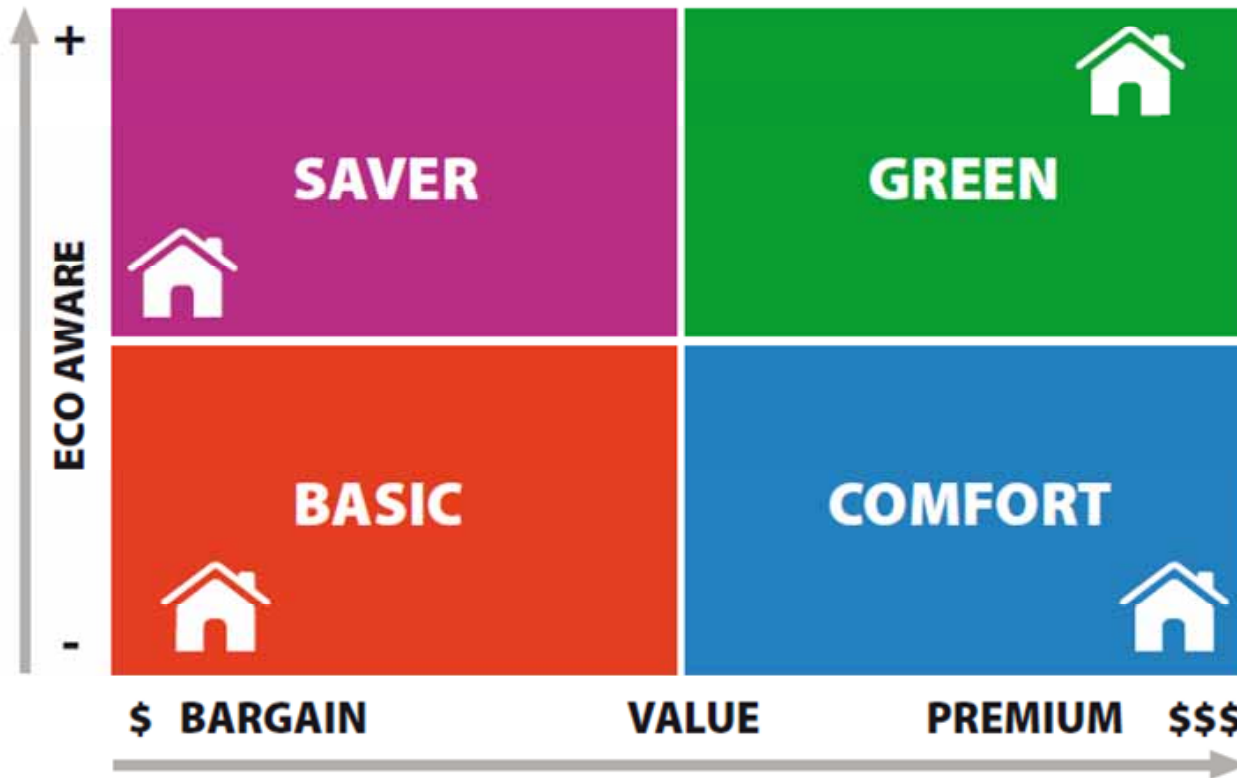 +
SAVER
GREEN
ECO AWARE
BASIC
COMFORT
-
$ BARGAIN VALUE PREMIUM $$$